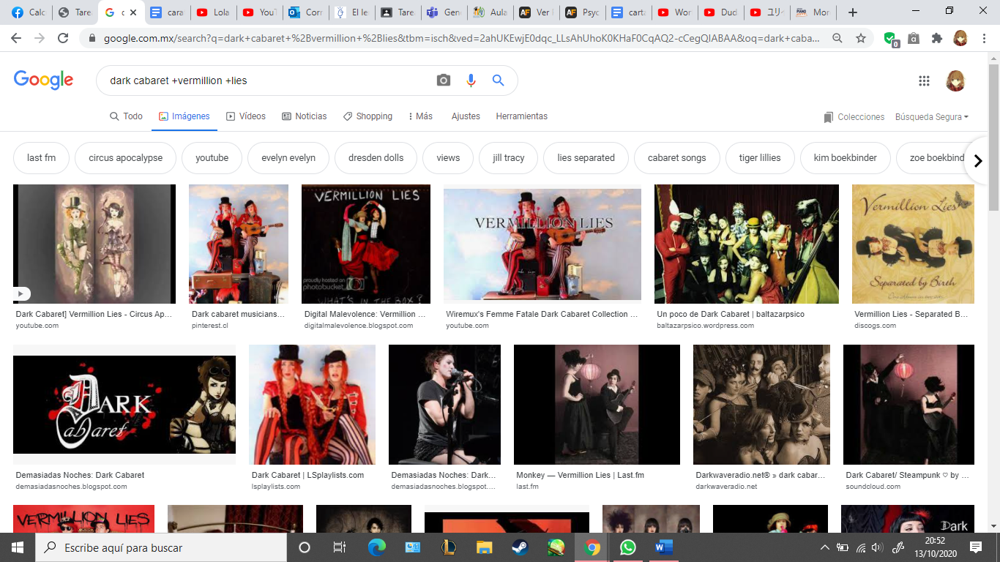 Calc
Tarea
c
cara
Lola
YouT
Corr
El le
Tarea
Gene
Aula
Ver l
Psyc
carta
Wor
Dud
ユリイ
Mor
google.com.mx/search?q=dark+cabaret+%2Bvermillion+%2Blies&tbm=isch&ved=2ahUKEwjE0dqc_LLsAhUhoK0KHaF0CqAQ2-cCegQIABAA&oq=dark+caba...
0
Google
dark cabaret +vermillion +lies
Todo
Imágenes
Vídeos
Noticias
Shopping
Más
Ajustes
Herramientas
Colecciones
Búsqueda Segura
last fm
circus apocalypse
youtube
evelyn evelyn
dresden dolls
views
jill tracy
lies separated
cabaret songs
tiger lillies
kim boekbinder
zoe boekbind
VERMILLION LIES
proudly hosted on
photobucket
WHAT'S IN THE BOX?
VERMILLION LIES
Vermillion Lies
Separated by Birth
Dark Cabaret] Vermillion Lies - Circus Ap...
youtube.com
Dark cabaret musicians...
pinterest.cl
Digital Malevolence: Vermillion ...
digitalmalevolence.blogspot.com
Wiremux's Femme Fatale Dark Cabaret Collection ...
youtube.com
Un poco de Dark Cabaret | baltazarpsico
baltazarpsico.wordpress.com
Vermillion Lies - Separated B...
discogs.com
DARK
Cabaret
Demasiadas Noches: Dark Cabaret
demasiadasnoches.blogspot.com
Dark Cabaret | LSplaylists.com
lsplaylists.com
Demasiadas Noches: Dark...
demasiadasnoches.blogspot....
Monkey — Vermillion Lies | Last.fm
last.fm
Darkwaveradio.net® » dark cabar...
darkwaveradio.net
Dark Cabaret/ Steampunk ♡ by ...
soundcloud.com
VERMILLION LIES
Dark
Escribe aquí para buscar
20:52
13/10/2020